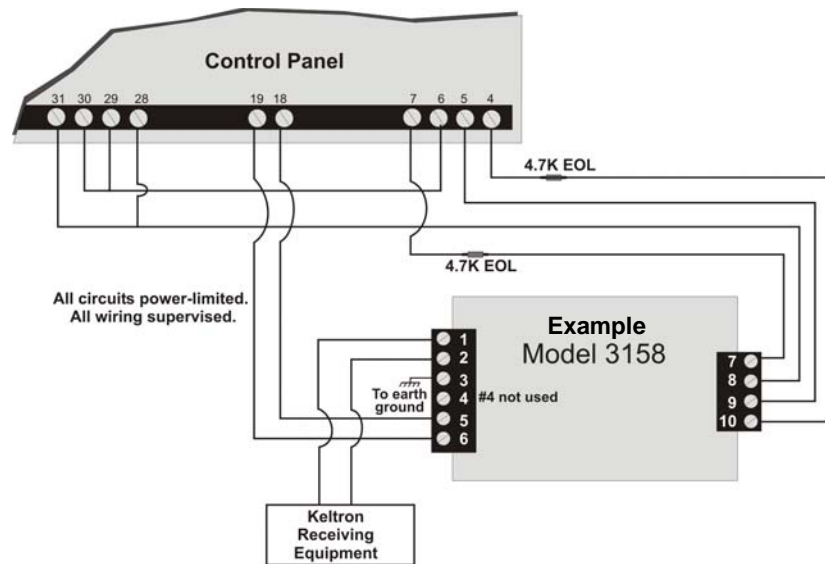 Control Panel
31 30 29 28 19 18 7 6 5 4
4.7K EOL
4.7K EOL
All circuits power-limited.
All wiring supervised.
Example
Model 3158
1
2
3
4
5
6
To earth
ground
#4 not used
7
8
9
10
Keltron
Receiving
Equipment